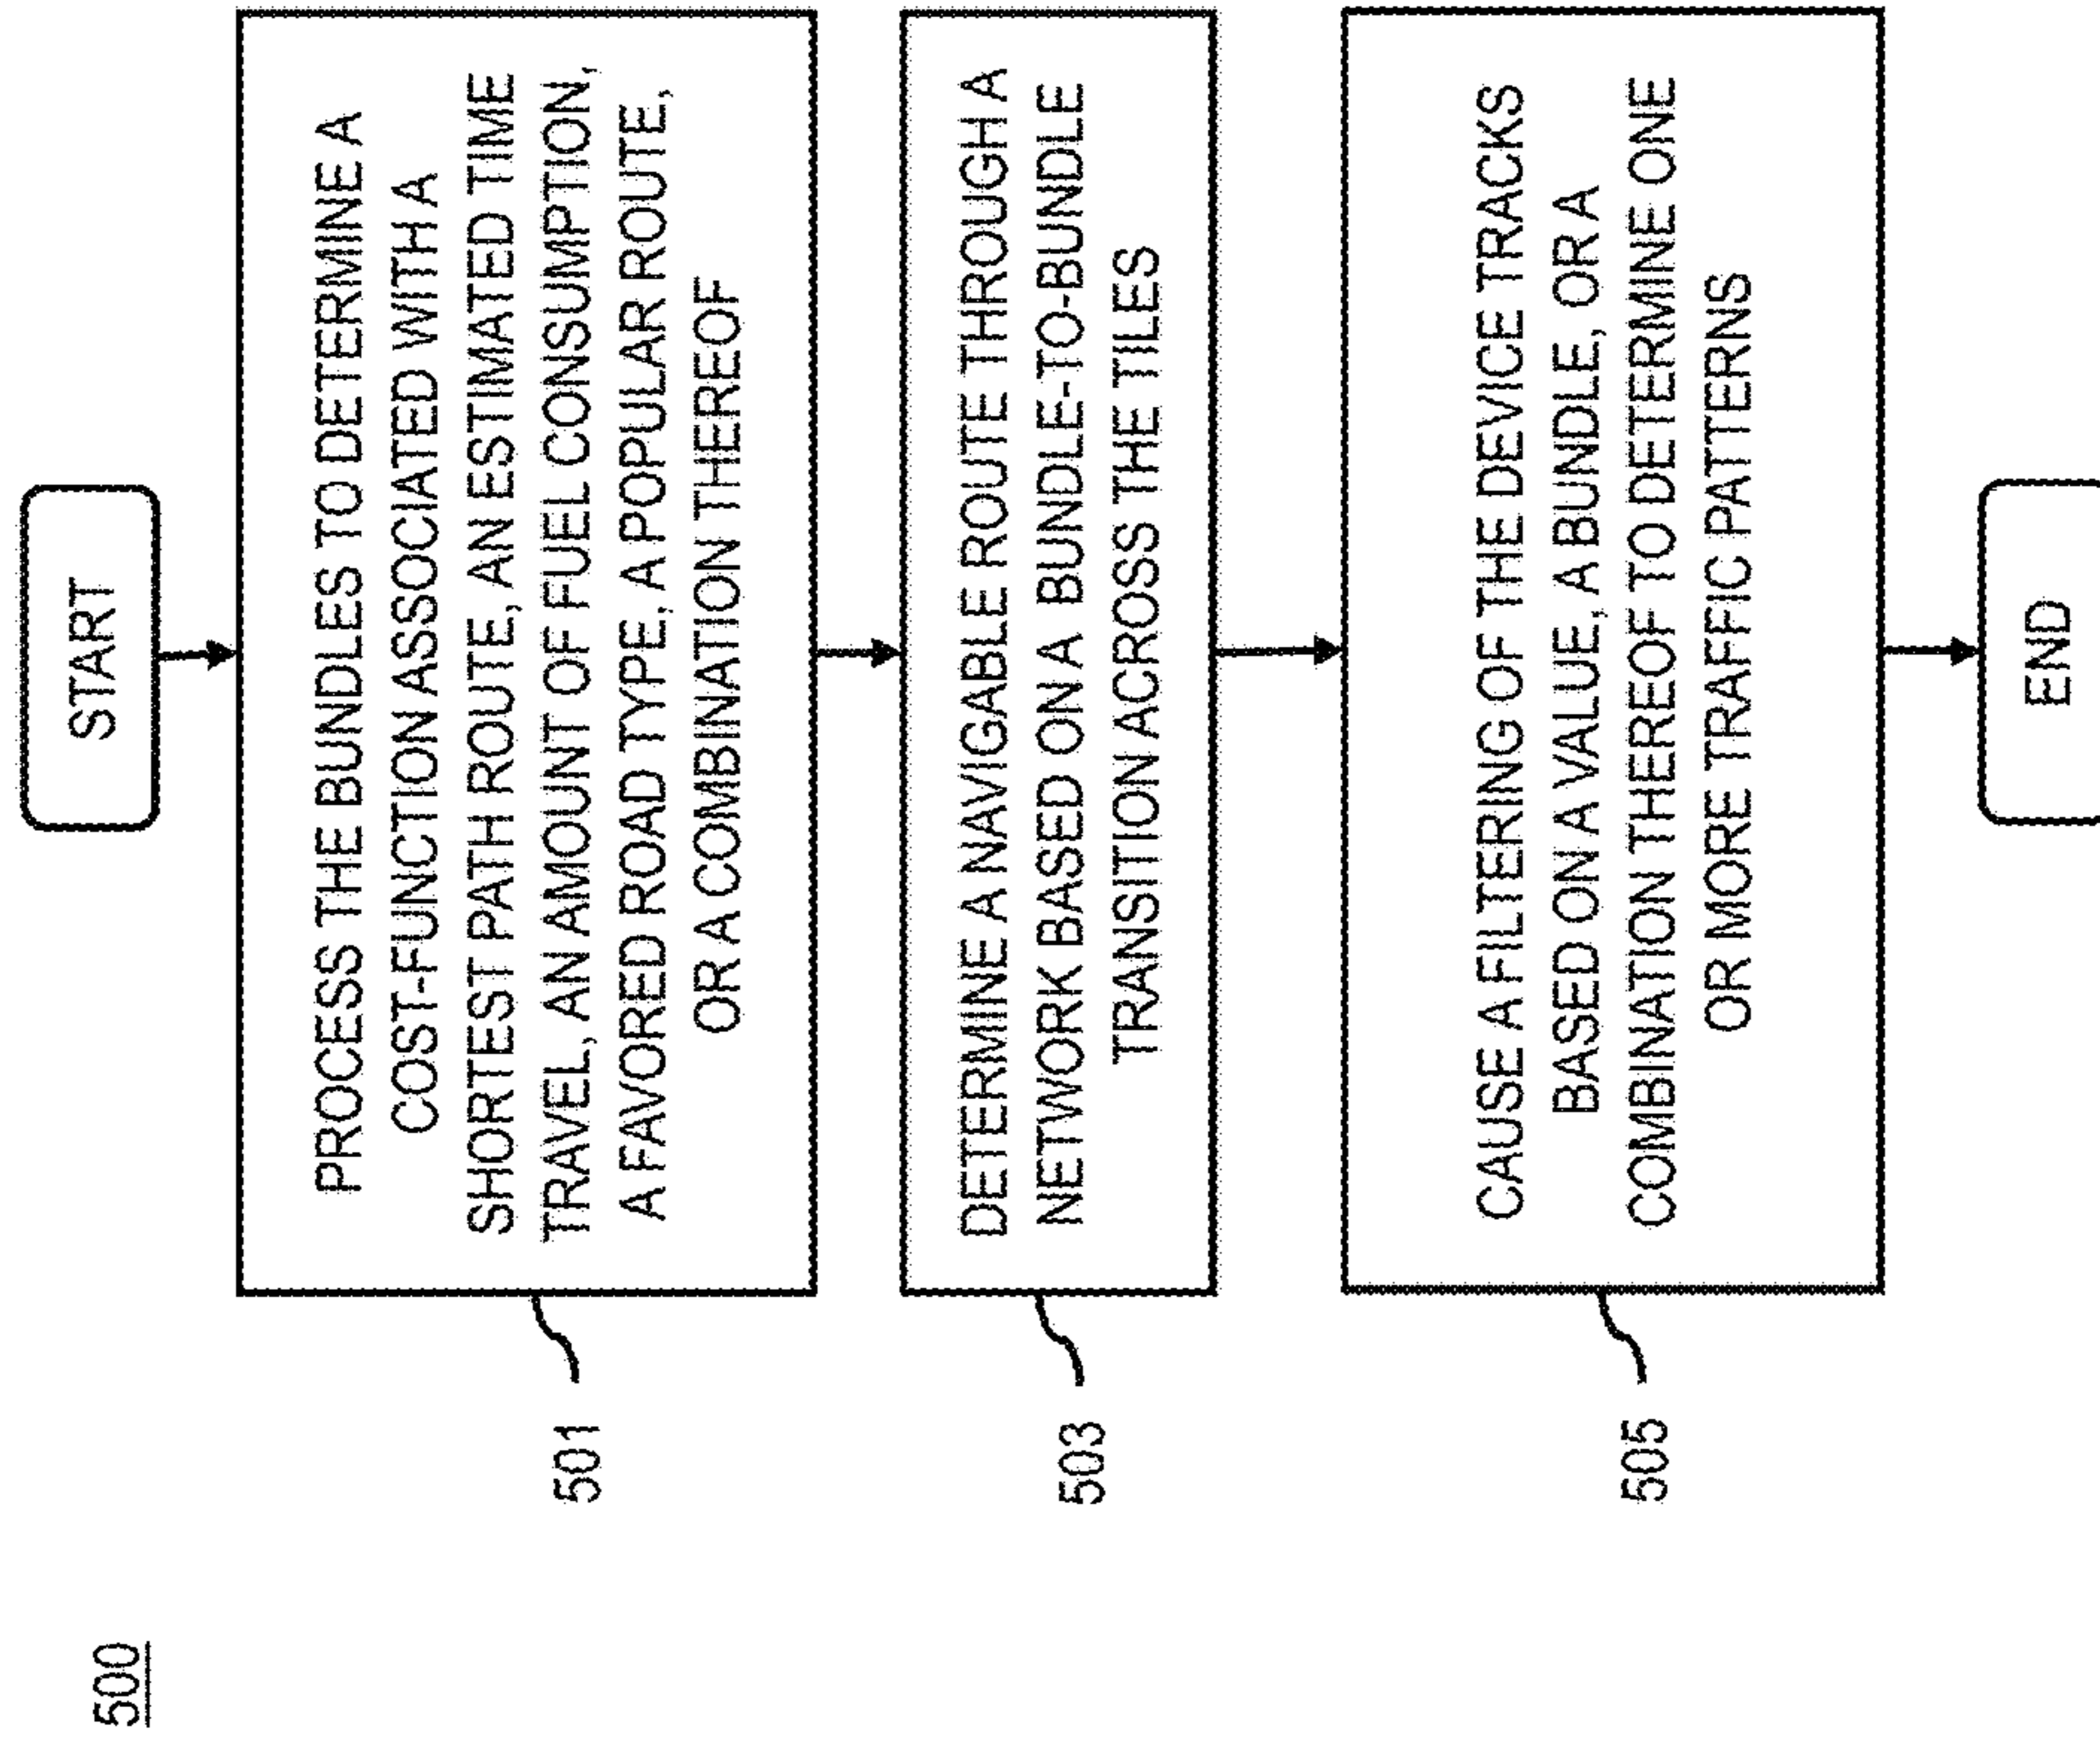 500
START
501
PROCESS THE BUNDLES TO DETERMINE A
COST-FUNCTION ASSOCIATED WITH A
SHORTEST PATH ROUTE, AN ESTIMATED TIME
TRAVEL, AN AMOUNT OF FUEL CONSUMPTION,
A FAVORED ROAD TYPE, A POPULAR ROUTE,
OR A COMBINATION THEREOF
503
DETERMINE A NAVIGABLE ROUTE THROUGH A
NETWORK BASED ON A BUNDLE-TO-BUNDLE
TRANSITION ACROSS THE TILES
505
CAUSE A FILTERING OF THE DEVICE TRACKS
BASED ON A VALUE, A BUNDLE, OR A
COMBINATION THEREOF TO DETERMINE ONE
OR MORE TRAFFIC PATTERNS
END